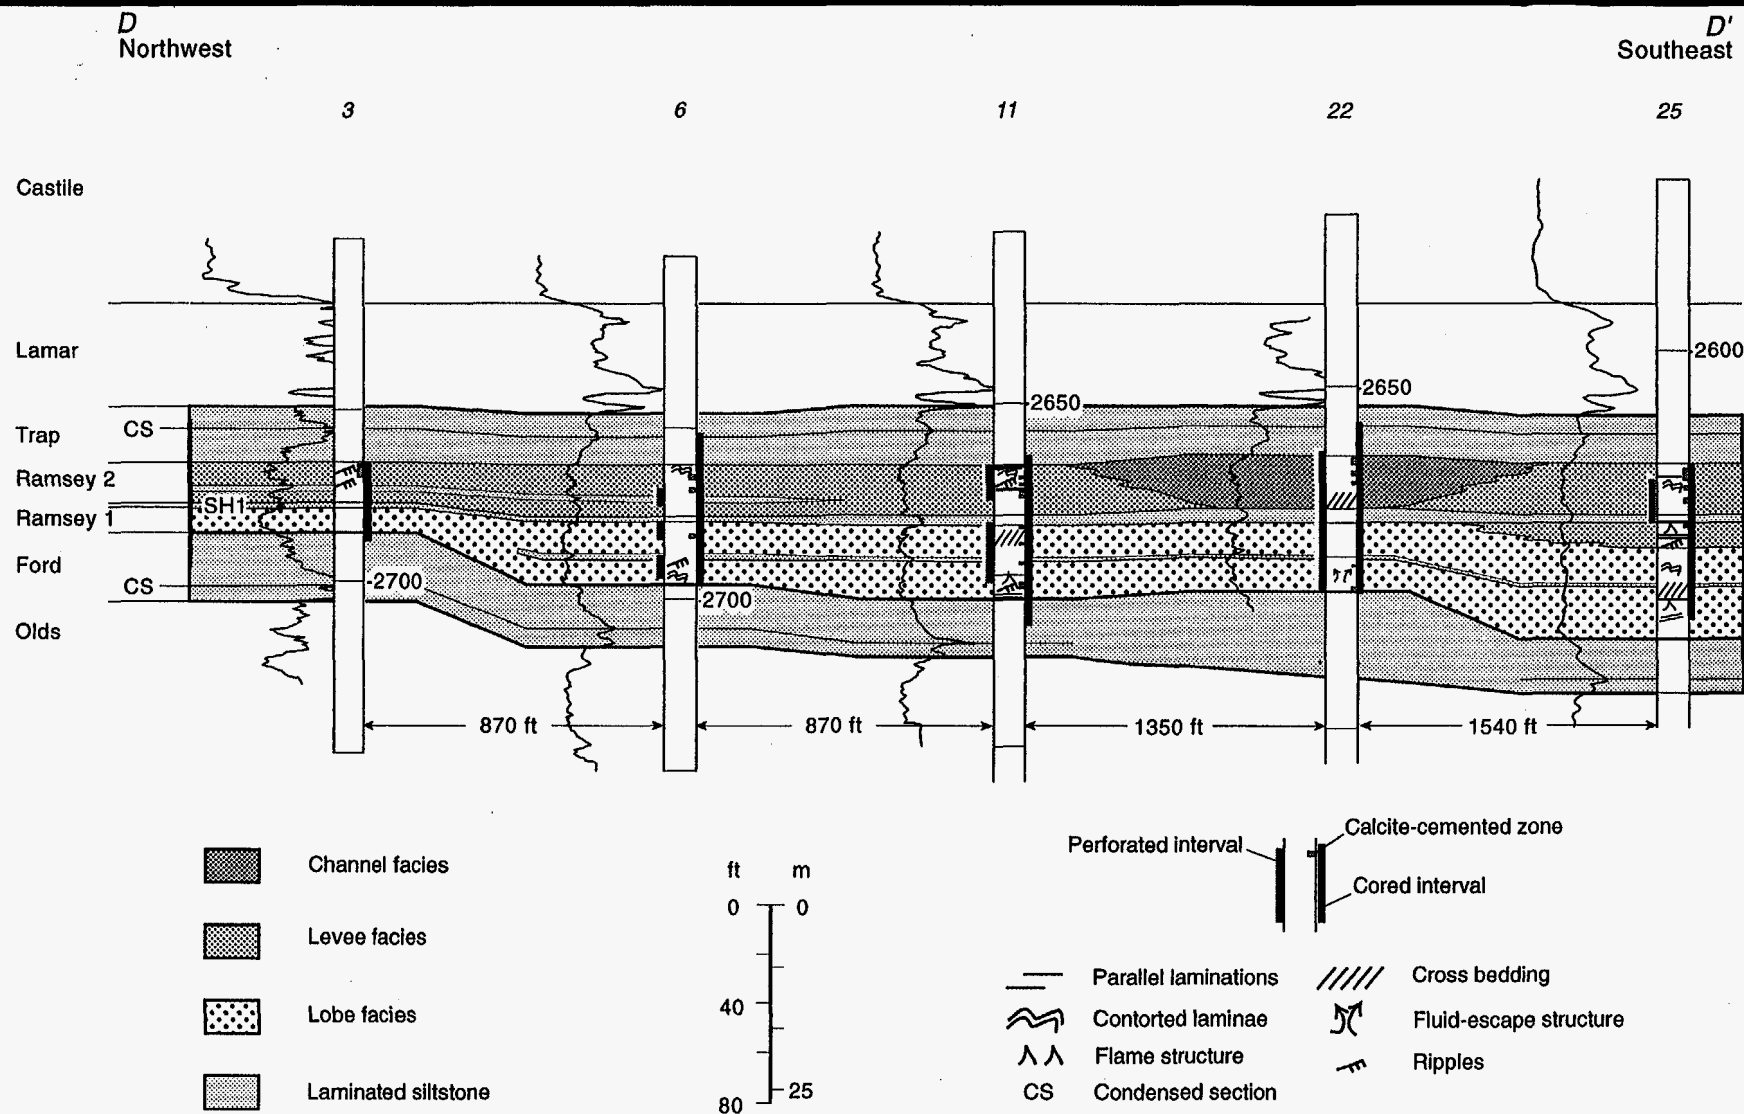 D
D'
Northwest
Southeast
3
6
11
22
25
Castile
Lamar
2600
2650
2650
Trap
CS
Ramsey 2
SH1
Ramsey 1
Ford
CS
2700
2700
Olds
870 ft
870 ft
1350 ft
1540 ft
Perforated interval
Calcite-cemented zone
Cored interval
Channel facies
Levee facies
Lobe facies
Laminated siltstone
ft m
0 0
40
80 25
Parallel laminations
Cross bedding
Contorted laminae
Fluid-escape structure
Flame structure
Ripples
CS Condensed section